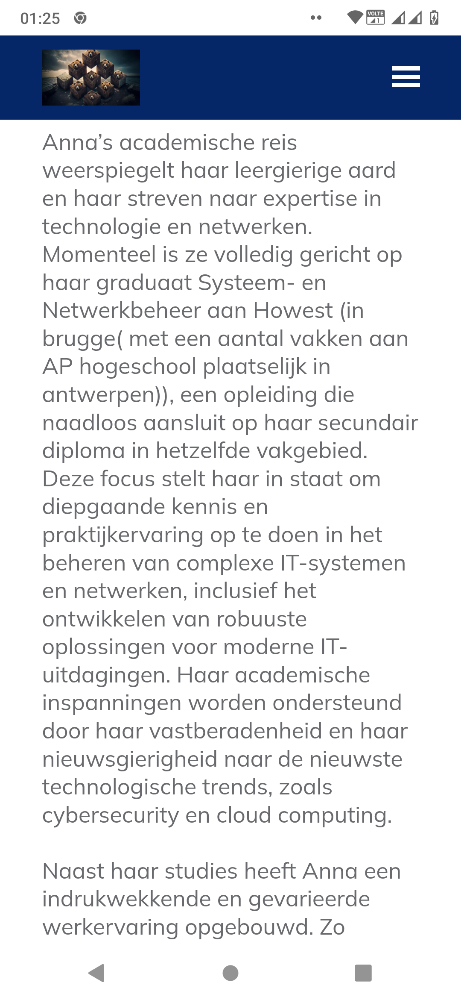 01:25
VOLTE
1
Anna’s academische reis
weerspiegelt haar leergierige aard
en haar streven naar expertise in
technologie en netwerken.
Momenteel is ze volledig gericht op
haar graduaat Systeem- en
Netwerkbeheer aan Howest (in
brugge( met een aantal vakken aan
AP hogeschool plaatselijk in
antwerpen)), een opleiding die
naadloos aansluit op haar secundair
diploma in hetzelfde vakgebied.
Deze focus stelt haar in staat om
diepgaande kennis en
praktijkervaring op te doen in het
beheren van complexe IT-systemen
en netwerken, inclusief het
ontwikkelen van robuuste
oplossingen voor moderne IT-
uitdagingen. Haar academische
inspanningen worden ondersteund
door haar vastberadenheid en haar
nieuwsgierigheid naar de nieuwste
technologische trends, zoals
cybersecurity en cloud computing.
Naast haar studies heeft Anna een
indrukwekkende en gevarieerde
werkervaring opgebouwd. Zo